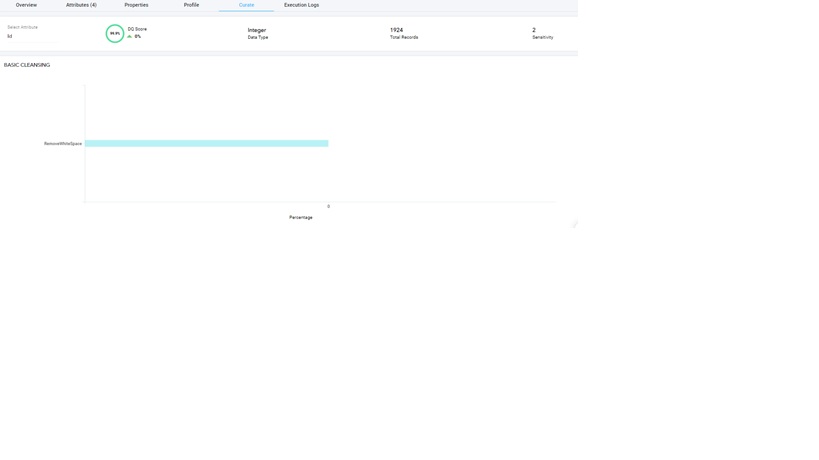 Overview Attributes (4) Properties Profile Curate Execution Logs
Select Attribute
Id
99.9%
DQ Score
0%
Integer
Data Type
1924
Total Records
2
Sensitivity
BASIC CLEANSING
RemoveWhiteSpace
0
Percentage